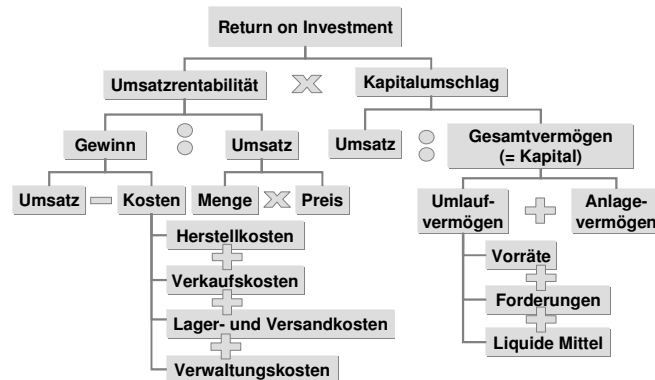 Return on Investment
Umsatzrentabilität
Kapitalumschlag
Gewinn
Umsatz
Umsatz
Gesamtvermögen
(= Kapital)
Umsatz
Kosten
Menge
Preis
Umlauf-
vermögen
Anlage-
vermögen
Herstellkosten
Verkaufskosten
Lager- und Versandkosten
Verwaltungskosten
Vorräte
Forderungen
Liquide Mittel